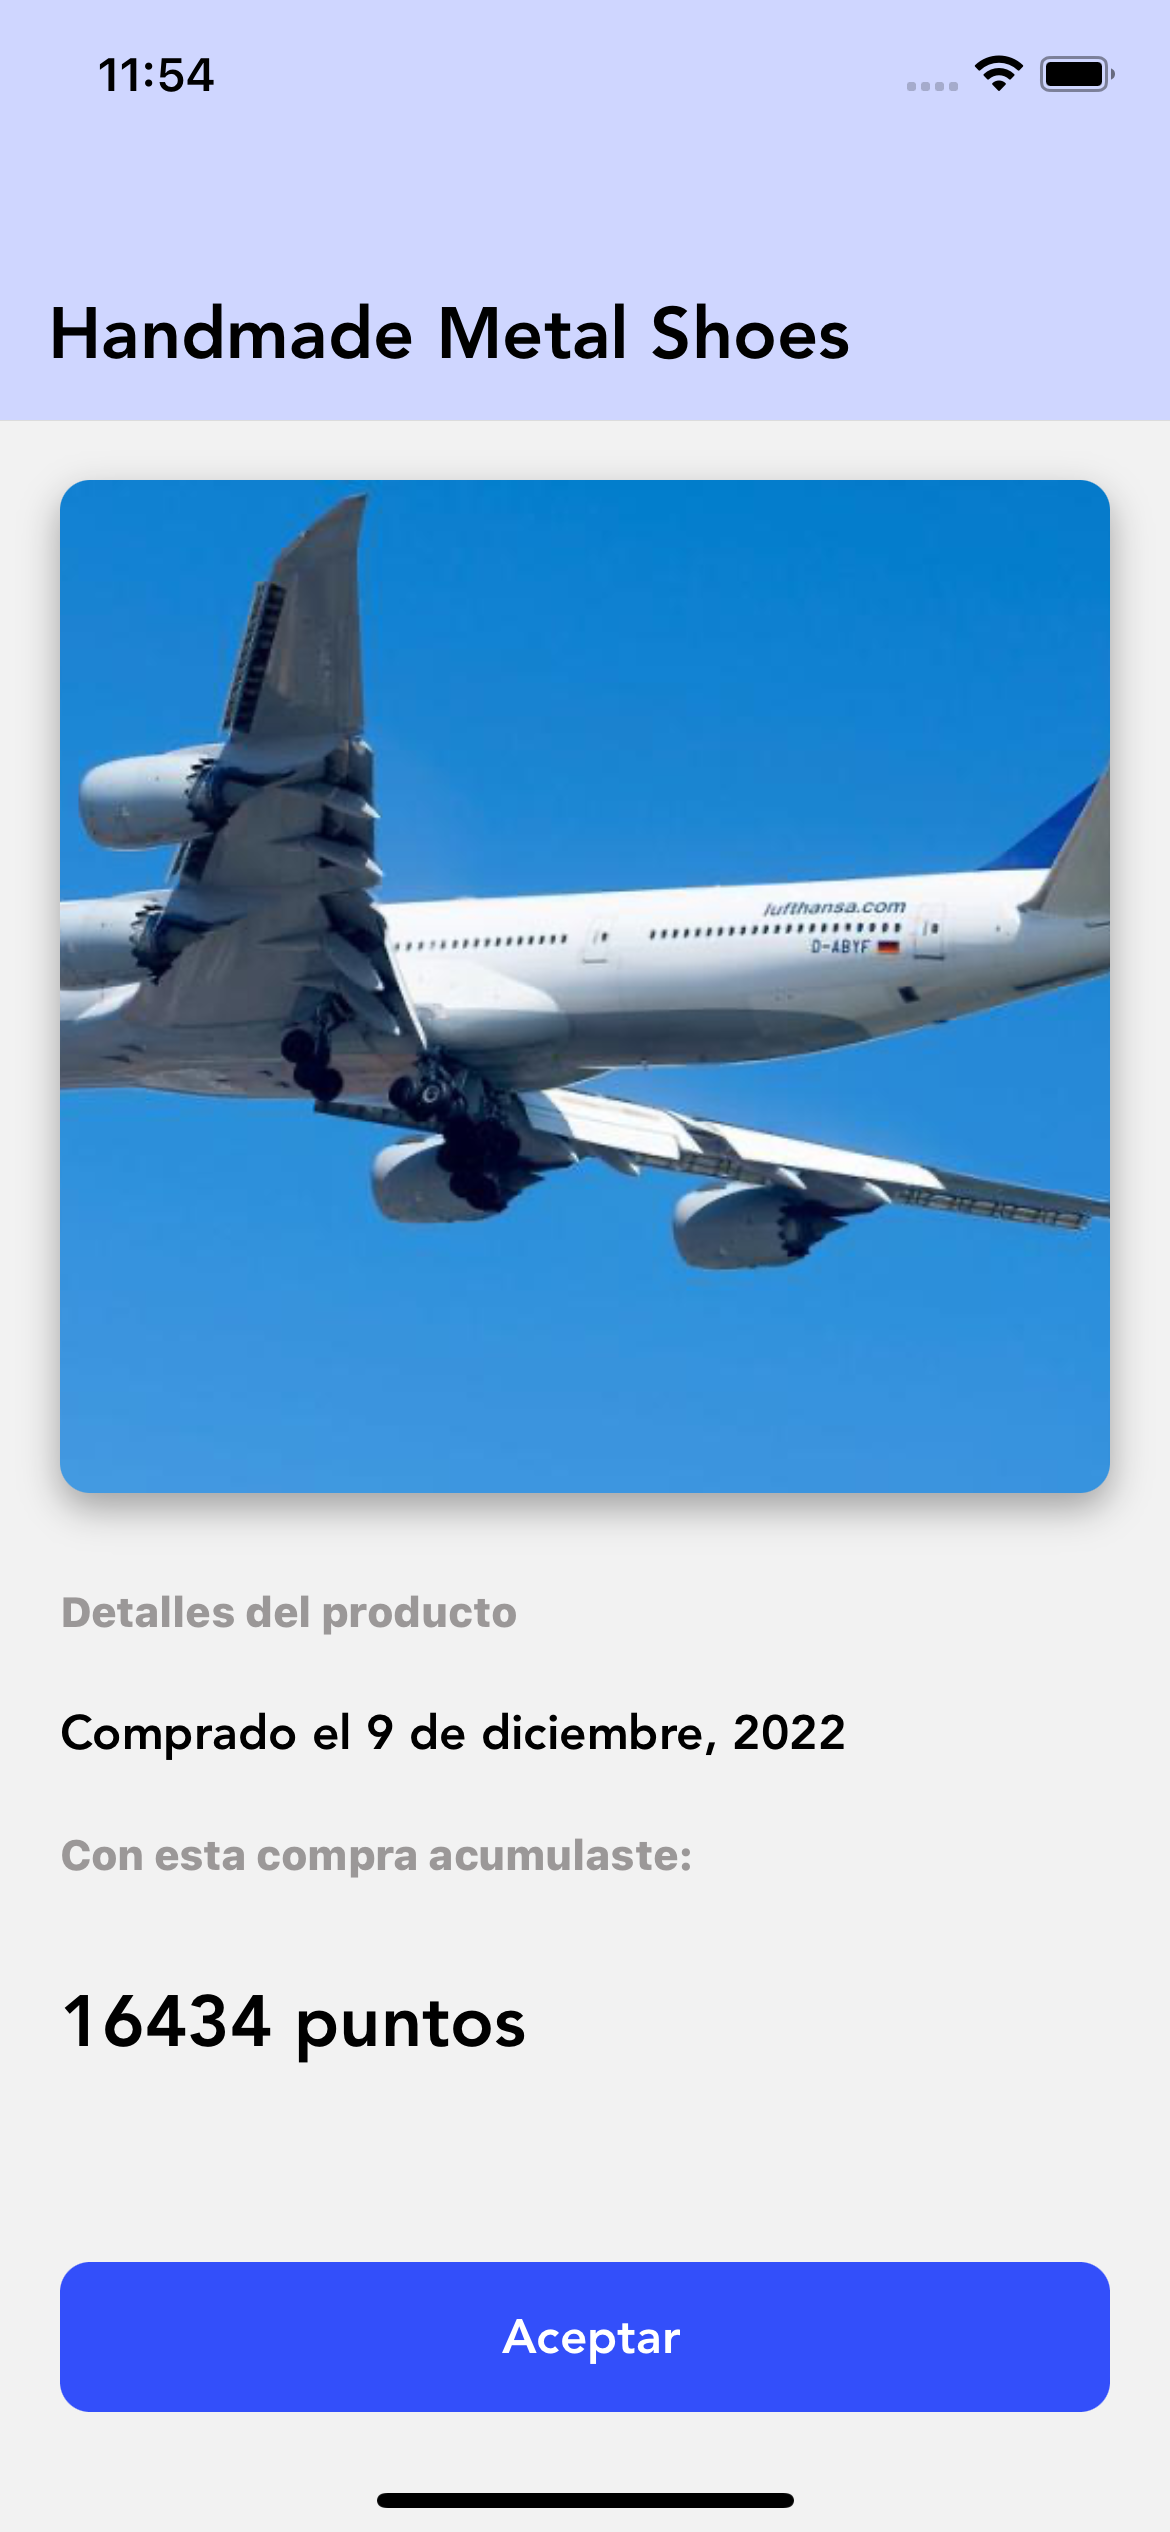 11:54
Handmade Metal Shoes
lufthansa.com
D-ABYF
Detalles del producto
Comprado el 9 de diciembre, 2022
Con esta compra acumulaste:
16434 puntos
Aceptar